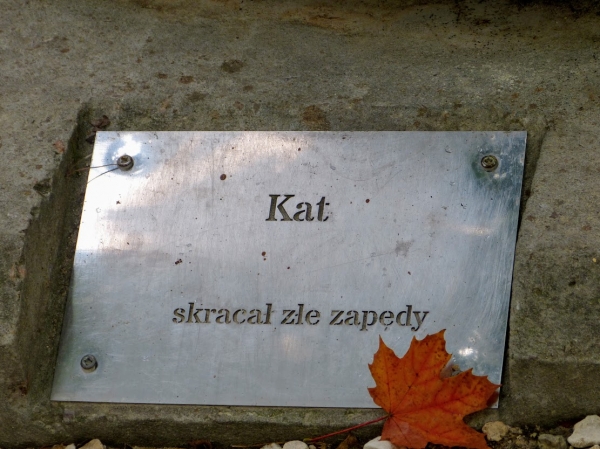 Kat
skracał złe zapędy